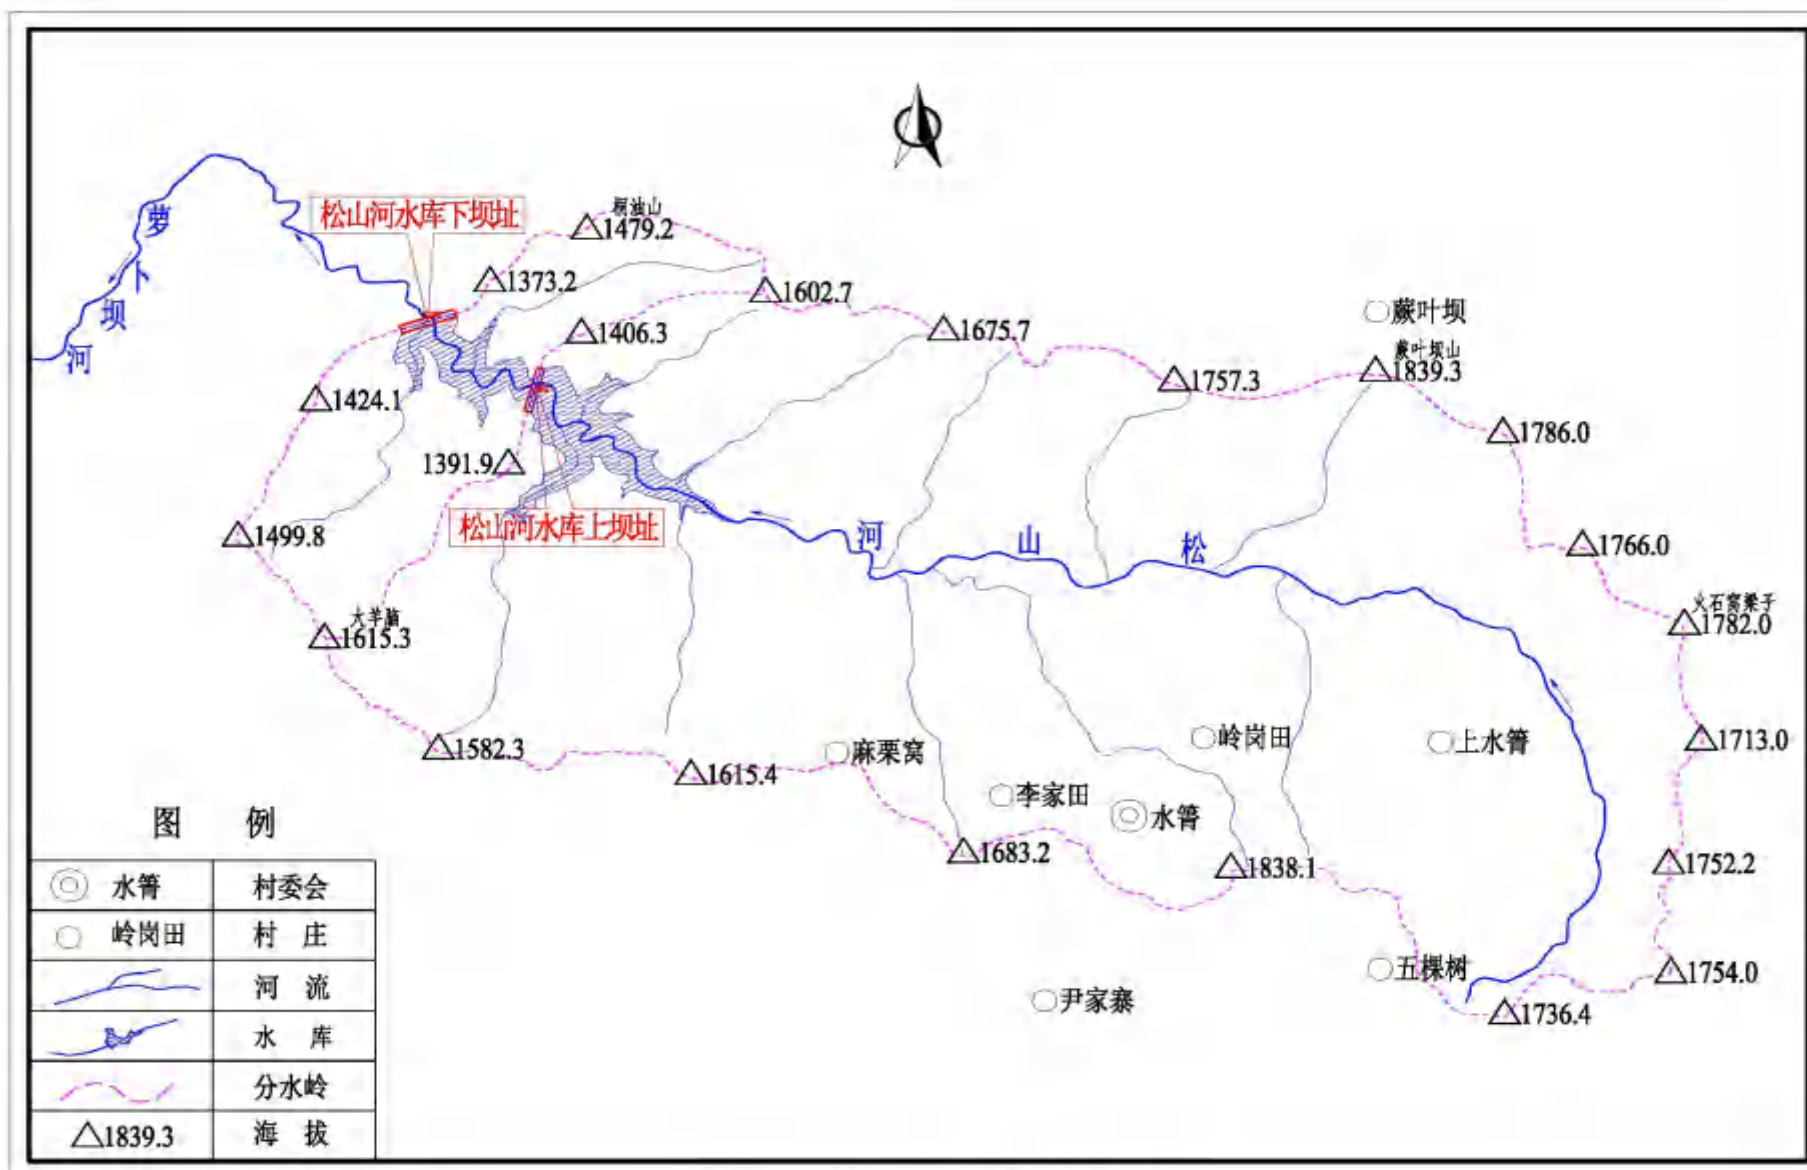 松山河水库下坝址
桐油山
1479.2
萝
卜
坝
河
1373.2
1602.7
1406.3
1675.7
蕨叶坝
蕨叶坝山
1839.3
1757.3
1424.1
1786.0
1391.9
松山河水库上坝址
河
山
松
1499.8
1766.0
火石窝梁子
1782.0
大羊脑
1615.3
1582.3
麻栗窝
岭岗田
上水箐
1713.0
1615.4
李家田
水箐
1683.2
1838.1
1752.2
五棵树
1754.0
尹家寨
1736.4
图 例
水箐 村委会
岭岗田 村 庄
河 流
水 库
分水岭
1839.3 海 拔